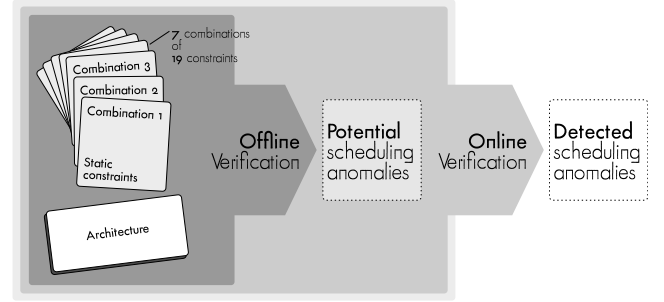 7 combinations
of
19 constraints
Combination 3
Combination 2
Combination 1
Static
constraints
Architecture
Offline
Verification
Potential
scheduling
anomalies
Online
Verification
Detected
scheduling
anomalies